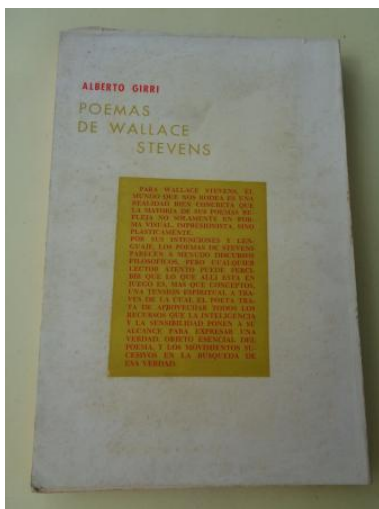 ALBERTO GIRRI
POEMAS
DE WALLACE
STEVENS
PARA WALLACE STEVENS, EL
MUNDO QUE NOS RODEA ES UNA
REALIDAD BIEN CONCRETA QUE
LA MAYORIA DE SUS POEMAS RE-
FLEJA NO SOLAMENTE EN FOR-
MA VISUAL, IMPRESIONISTA, SINO
PLASTICAMENTE.
POR SUS INTENCIONES Y LEN-
GUAJE, LOS POEMAS DE STEVENS
PARECEN A MENUDO DISCURSOS
FILOSOFICOS, PERO CUALQUIER
LECTOR ATENTO PUEDE PERCI-
BIR QUE LO QUE ALLI ESTA EN
JUEGO ES, MAS QUE CONCEPTOS,
UNA TENSION ESPIRITUAL A TRA-
VES DE LA CUAL EL POETA TRA-
TA DE APROVECHAR TODOS LOS
RECURSOS QUE LA INTELIGENCIA
Y LA SENSIBILIDAD PONEN A SU
ALCANCE PARA EXPRESAR UNA
VERDAD, OBJETO ESENCIAL DEL
POEMA, Y LOS MOVIMIENTOS SU-
CESIVOS EN LA BUSQUEDA DE
ESA VERDAD.